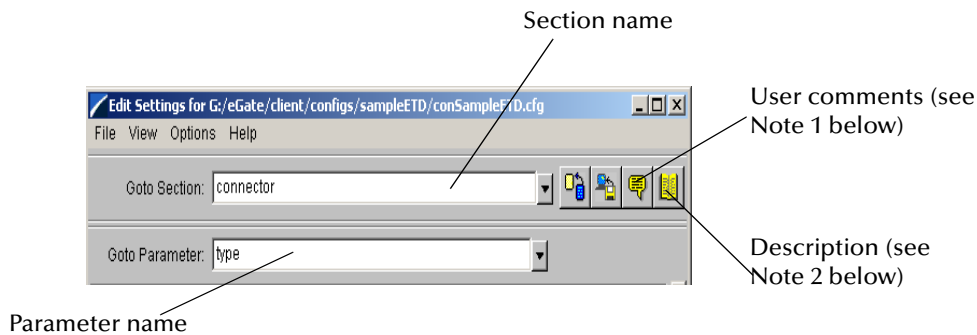 Section name
User comments (see
Note 1 below)
Edit Settings for G:/eGate/client/configs/sampleETD/conSampleETD.cfg
File View Options Help
Goto Section: connector
Goto Parameter: type
Description (see
Note 2 below)
Parameter name